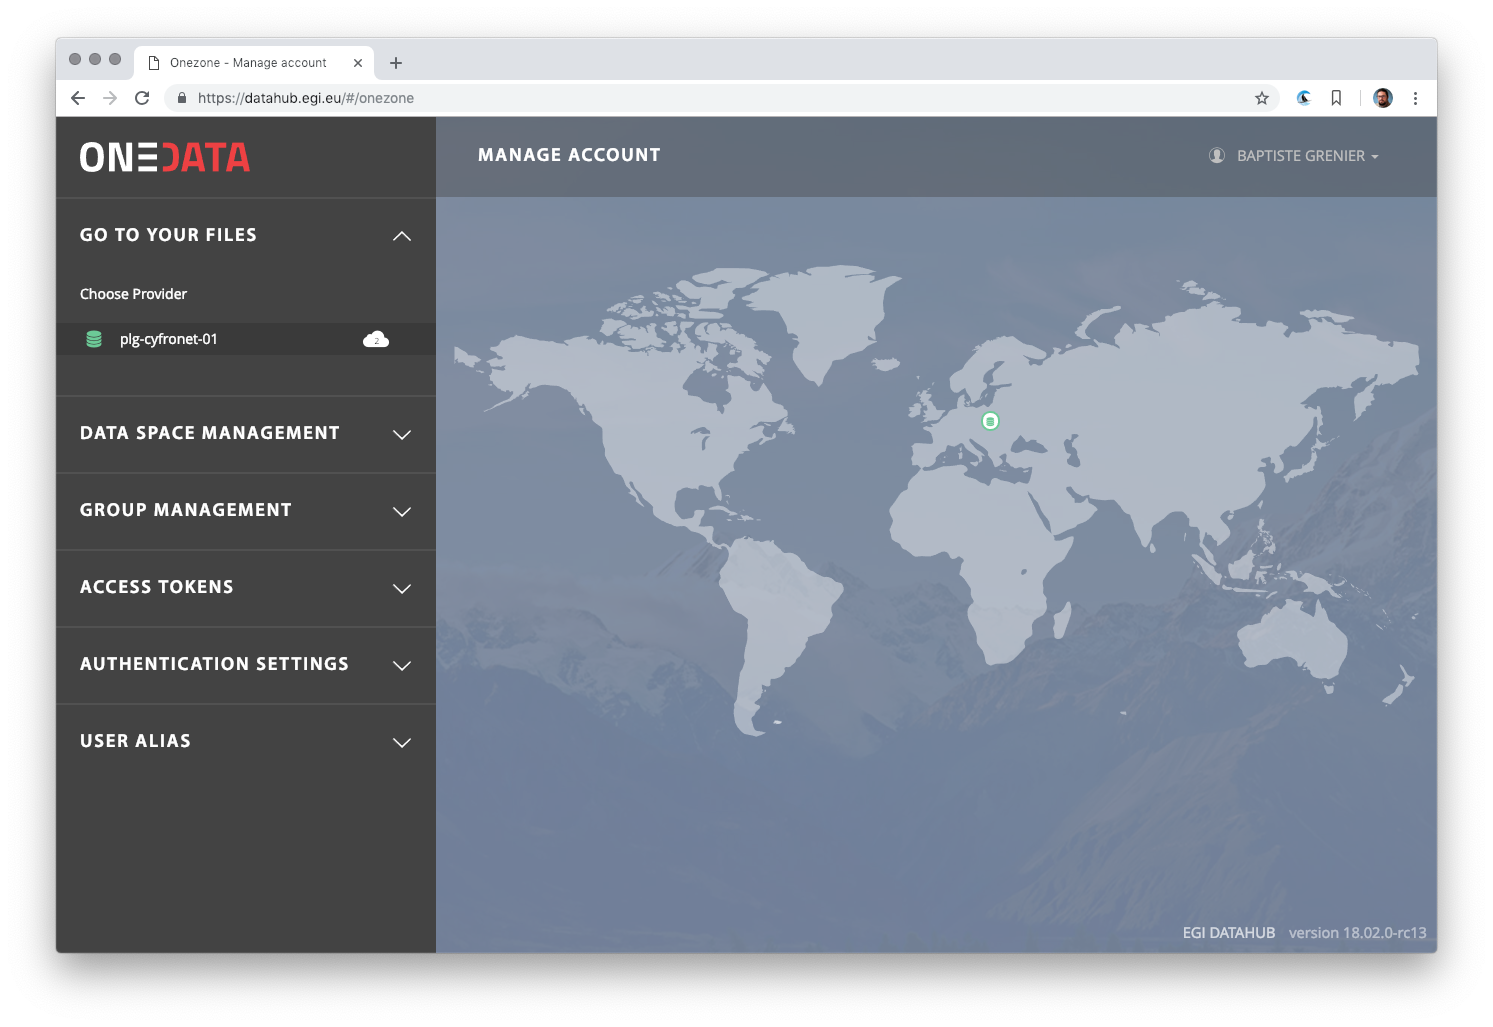 Onezone - Manage account
https://datahub.egi.eu/#/onezone
ONEDATA
MANAGE ACCOUNT
BAPTISTE GRENIER
GO TO YOUR FILES
Choose Provider
plg-cyfronet-01
2
DATA SPACE MANAGEMENT
GROUP MANAGEMENT
ACCESS TOKENS
AUTHENTICATION SETTINGS
USER ALIAS
EGI DATAHUB version 18.02.0-rc13